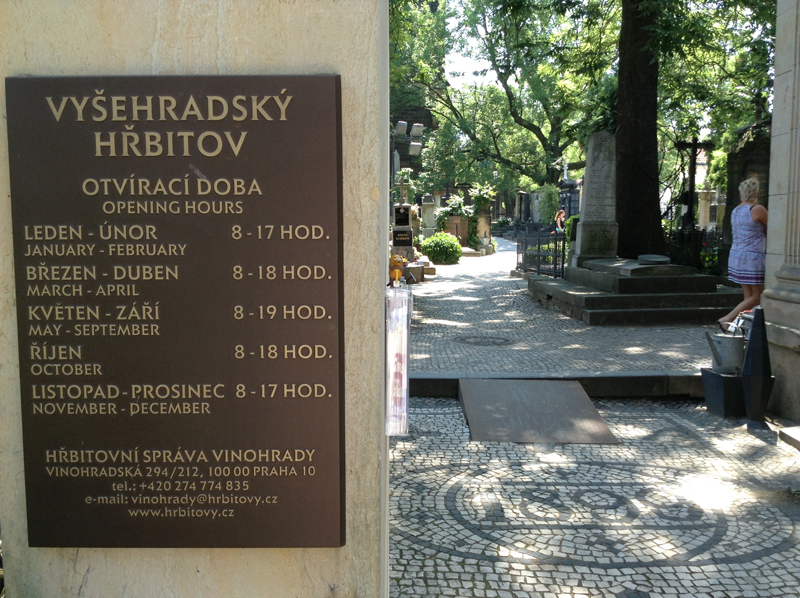 VYŠEHRADSKÝ
HŘBITOV
OTVÍRACÍ DOBA
OPENING HOURS
LEDEN - ÚNOR 8 - 17 HOD.
JANUARY - FEBRUARY
BŘEZEN - DUBEN 8 - 18 HOD.
MARCH - APRIL
KVĚTEN - ZÁŘÍ 8 - 19 HOD.
MAY - SEPTEMBER
ŘÍJEN 8 - 18 HOD.
OCTOBER
LISTOPAD - PROSINEC 8 - 17 HOD.
NOVEMBER - DECEMBER
HŘBITOVNÍ SPRÁVA VINOHRADY
VINOHRADSKÁ 294/212, 100 00 PRAHA 10
tel.: +420 274 774 835
e-mail: vinohrady@hrbitovy.cz
www.hrbitovy.cz